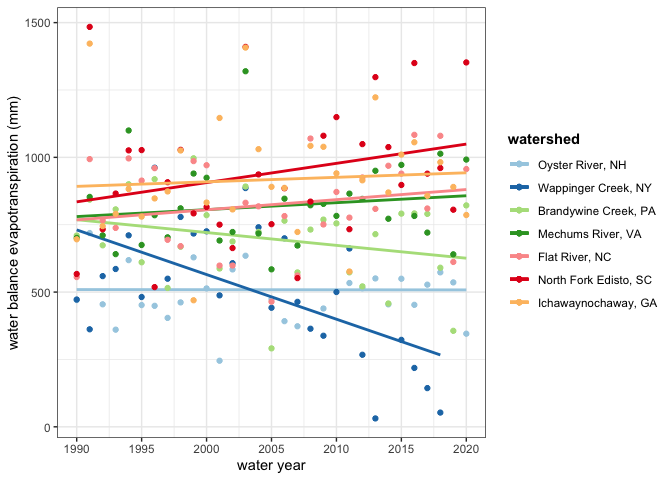 1500
1000
500
0
water balance evapotranspiration (mm)
1990 1995 2000 2005 2010 2015 2020
water year
watershed
Oyster River, NH
Wappinger Creek, NY
Brandywine Creek, PA
Mechums River, VA
Flat River, NC
North Fork Edisto, SC
Ichawaynochaway, GA